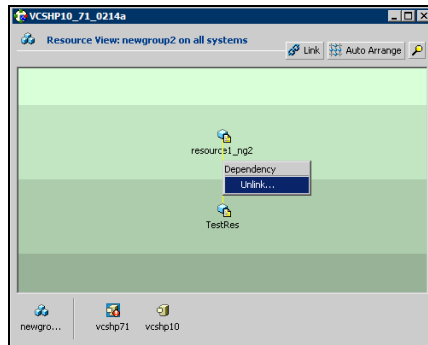 VCSHP10_71_0214a
Resource View: newgroup2 on all systems
Link Auto Arrange
resource1_ng2
Dependency
Unlink...
TestRes
newgro... vcshp71 vcshp10